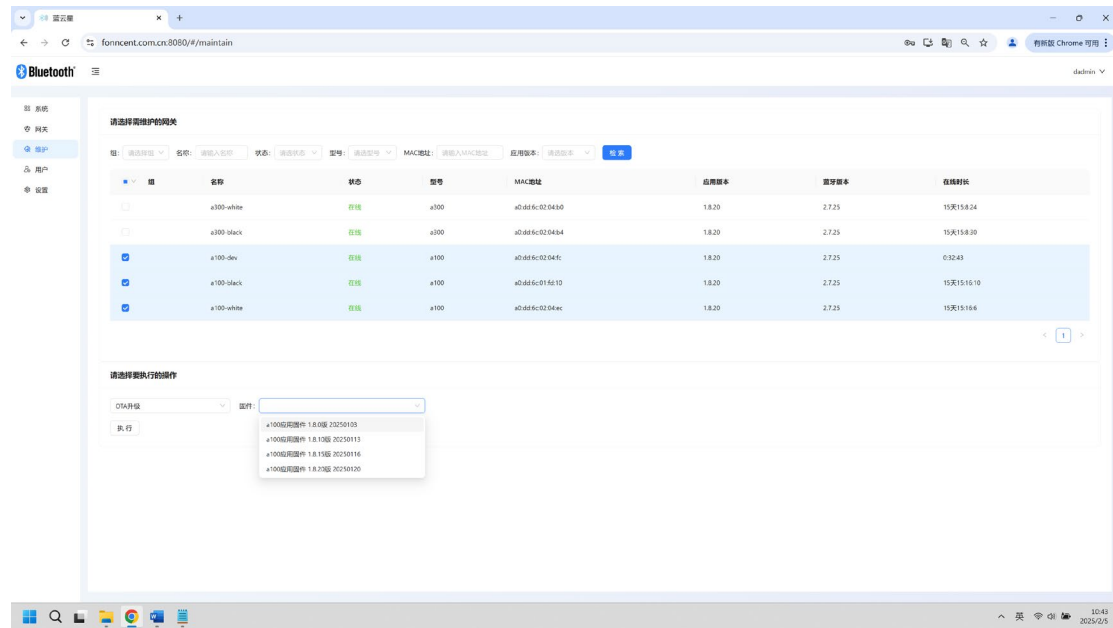 蓝云星
fonncent.com.cn:8080/#/maintain
有新版 Chrome 可用
Bluetooth
dadmin
系统
网关
维护
用户
设置
请选择需维护的网关
组: 请选择组 名称: 请输入名称 状态: 请选状态 型号: 请选型号 MAC地址: 请输入MAC地址 应用版本: 请选版本 检索
组 名称 状态 型号 MAC地址 应用版本 蓝牙版本 在线时长
a300-white 在线 a300 a0:dd:6c:02:04:b0 1.8.20 2.7.25 15天15:8:24
a300-black 在线 a300 a0:dd:6c:02:04:b4 1.8.20 2.7.25 15天15:8:30
a100-dev 在线 a100 a0:dd:6c:02:04:fc 1.8.20 2.7.25 0:32:43
a100-black 在线 a100 a0:dd:6c:01:fd:10 1.8.20 2.7.25 15天15:16:10
a100-white 在线 a100 a0:dd:6c:02:04:ec 1.8.20 2.7.25 15天15:16:6
1
请选择要执行的操作
OTA升级 固件:
执行
a100应用固件 1.8.0版 20250103
a100应用固件 1.8.10版 20250113
a100应用固件 1.8.15版 20250116
a100应用固件 1.8.20版 20250120
英
10:43
2025/2/5